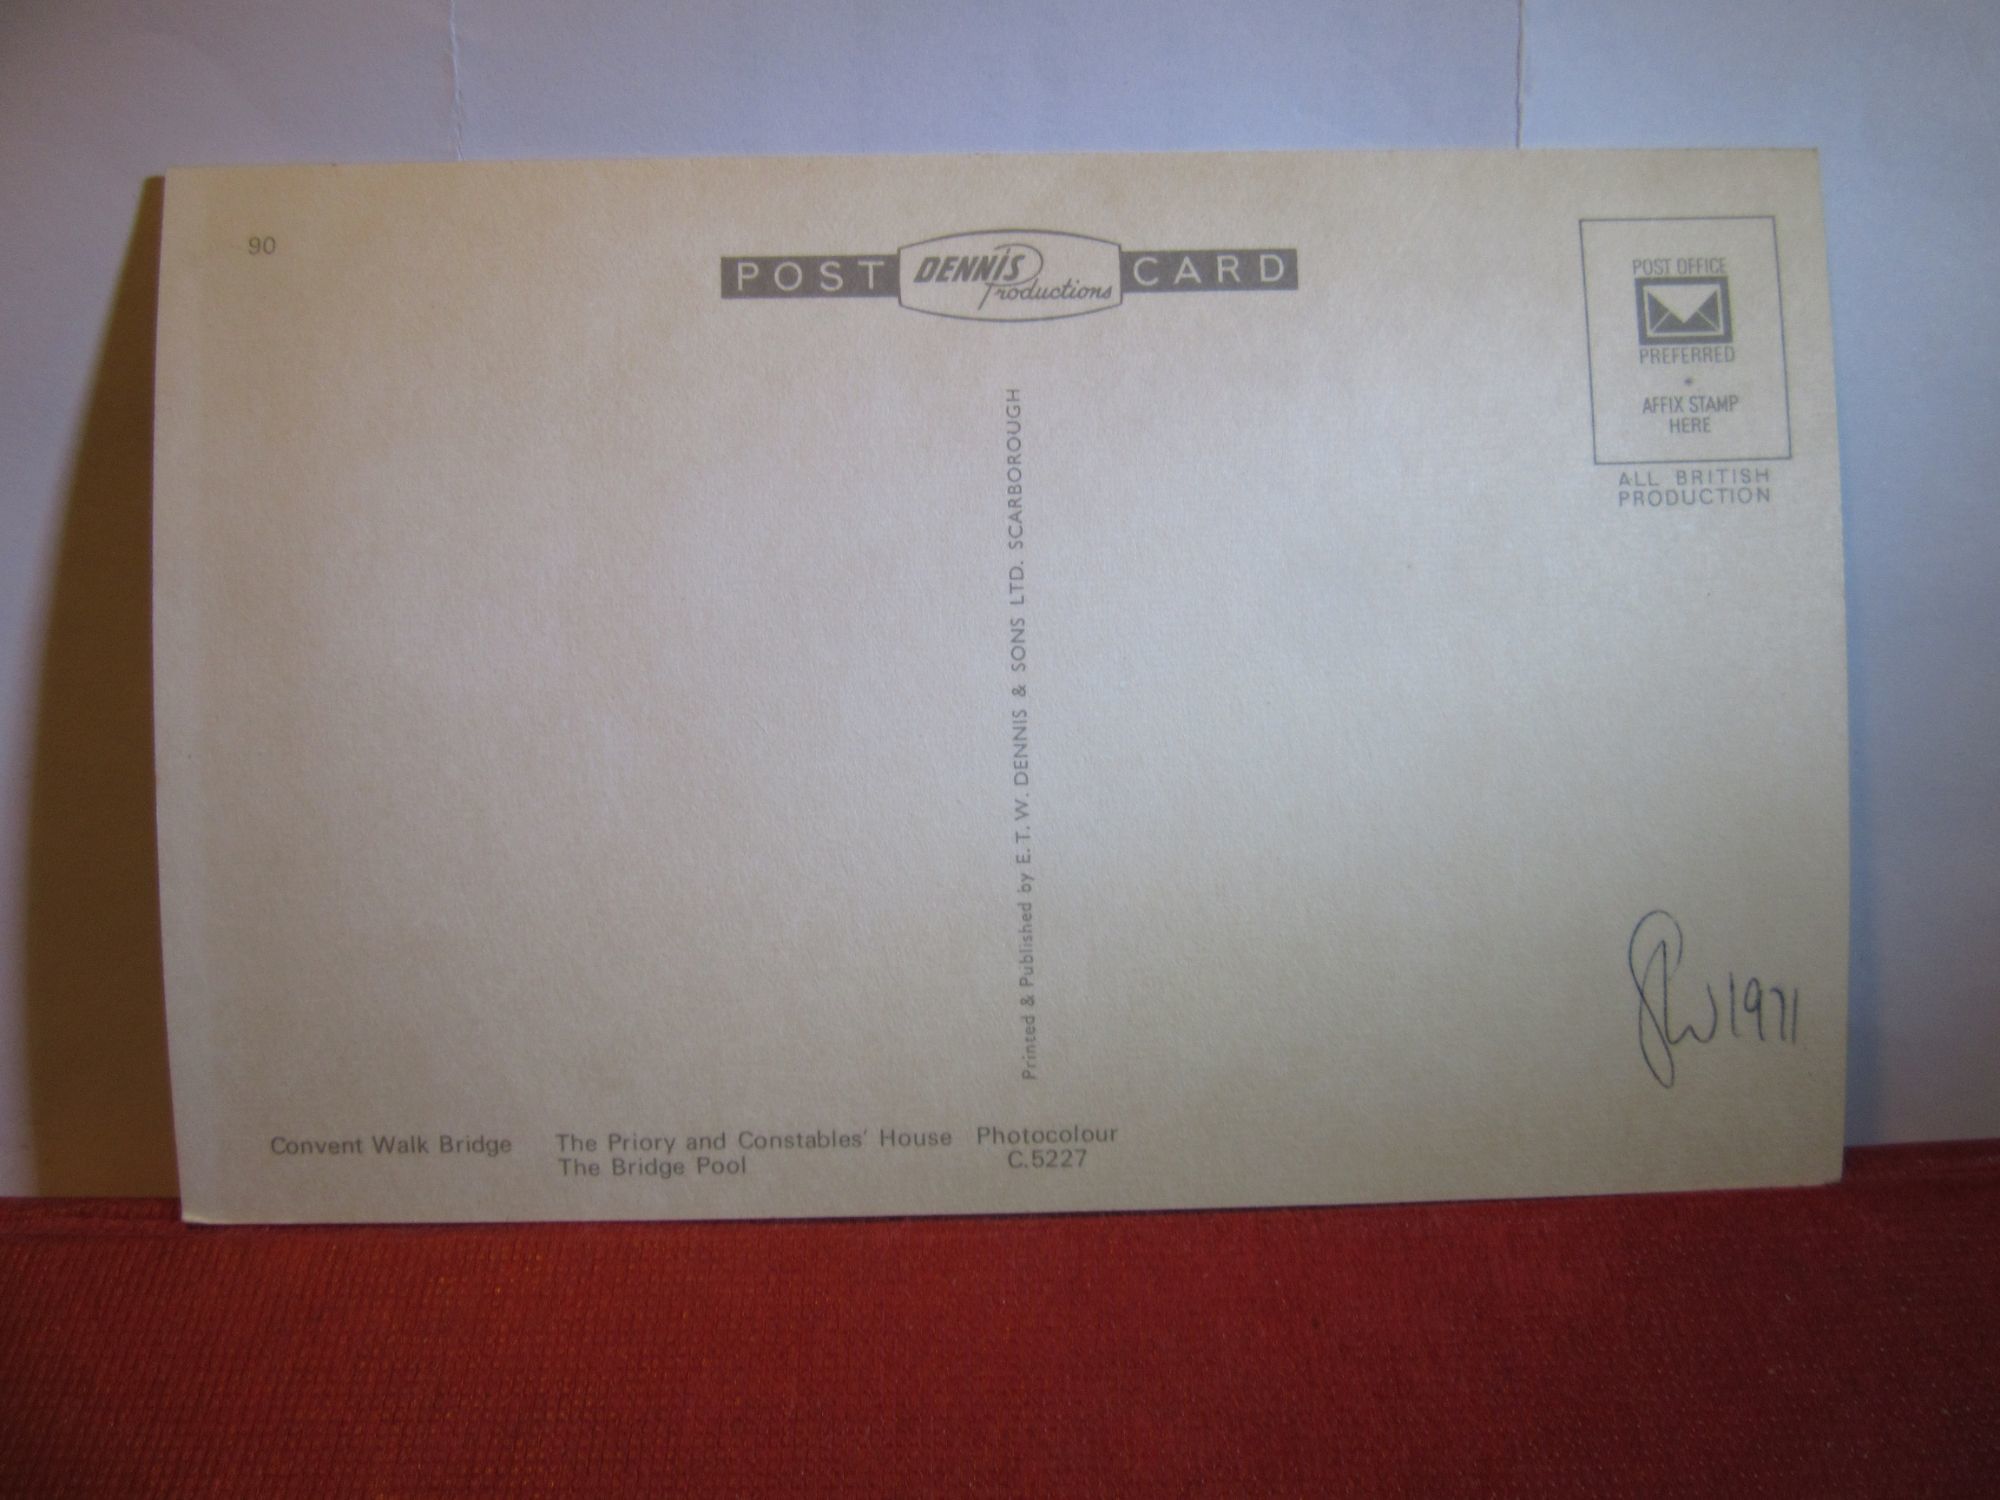 90
POST DENNIS Productions CARD
POST OFFICE
PREFERRED
AFFIX STAMP
HERE
ALL BRITISH
PRODUCTION
Printed & Published by E. T. W. DENNIS & SONS LTD. SCARBOROUGH
1971
Convent Walk Bridge The Priory and Constables' House Photocolour
The Bridge Pool C.5227